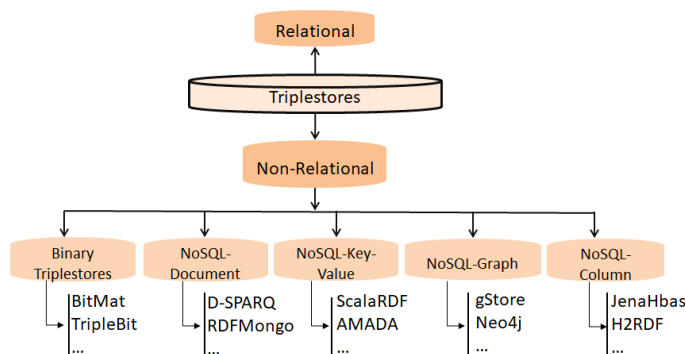 Relational
Triplestores
Non-Relational
Binary
Triplestores
NoSQL-
Document
NoSQL-Key-
Value
NoSQL-Graph
NoSQL-
Column
BitMat
TripleBit
...
D-SPARQ
RDFMongo
...
ScalaRDF
AMADA
...
gStore
Neo4j
...
JenaHbas
H2RDF
...